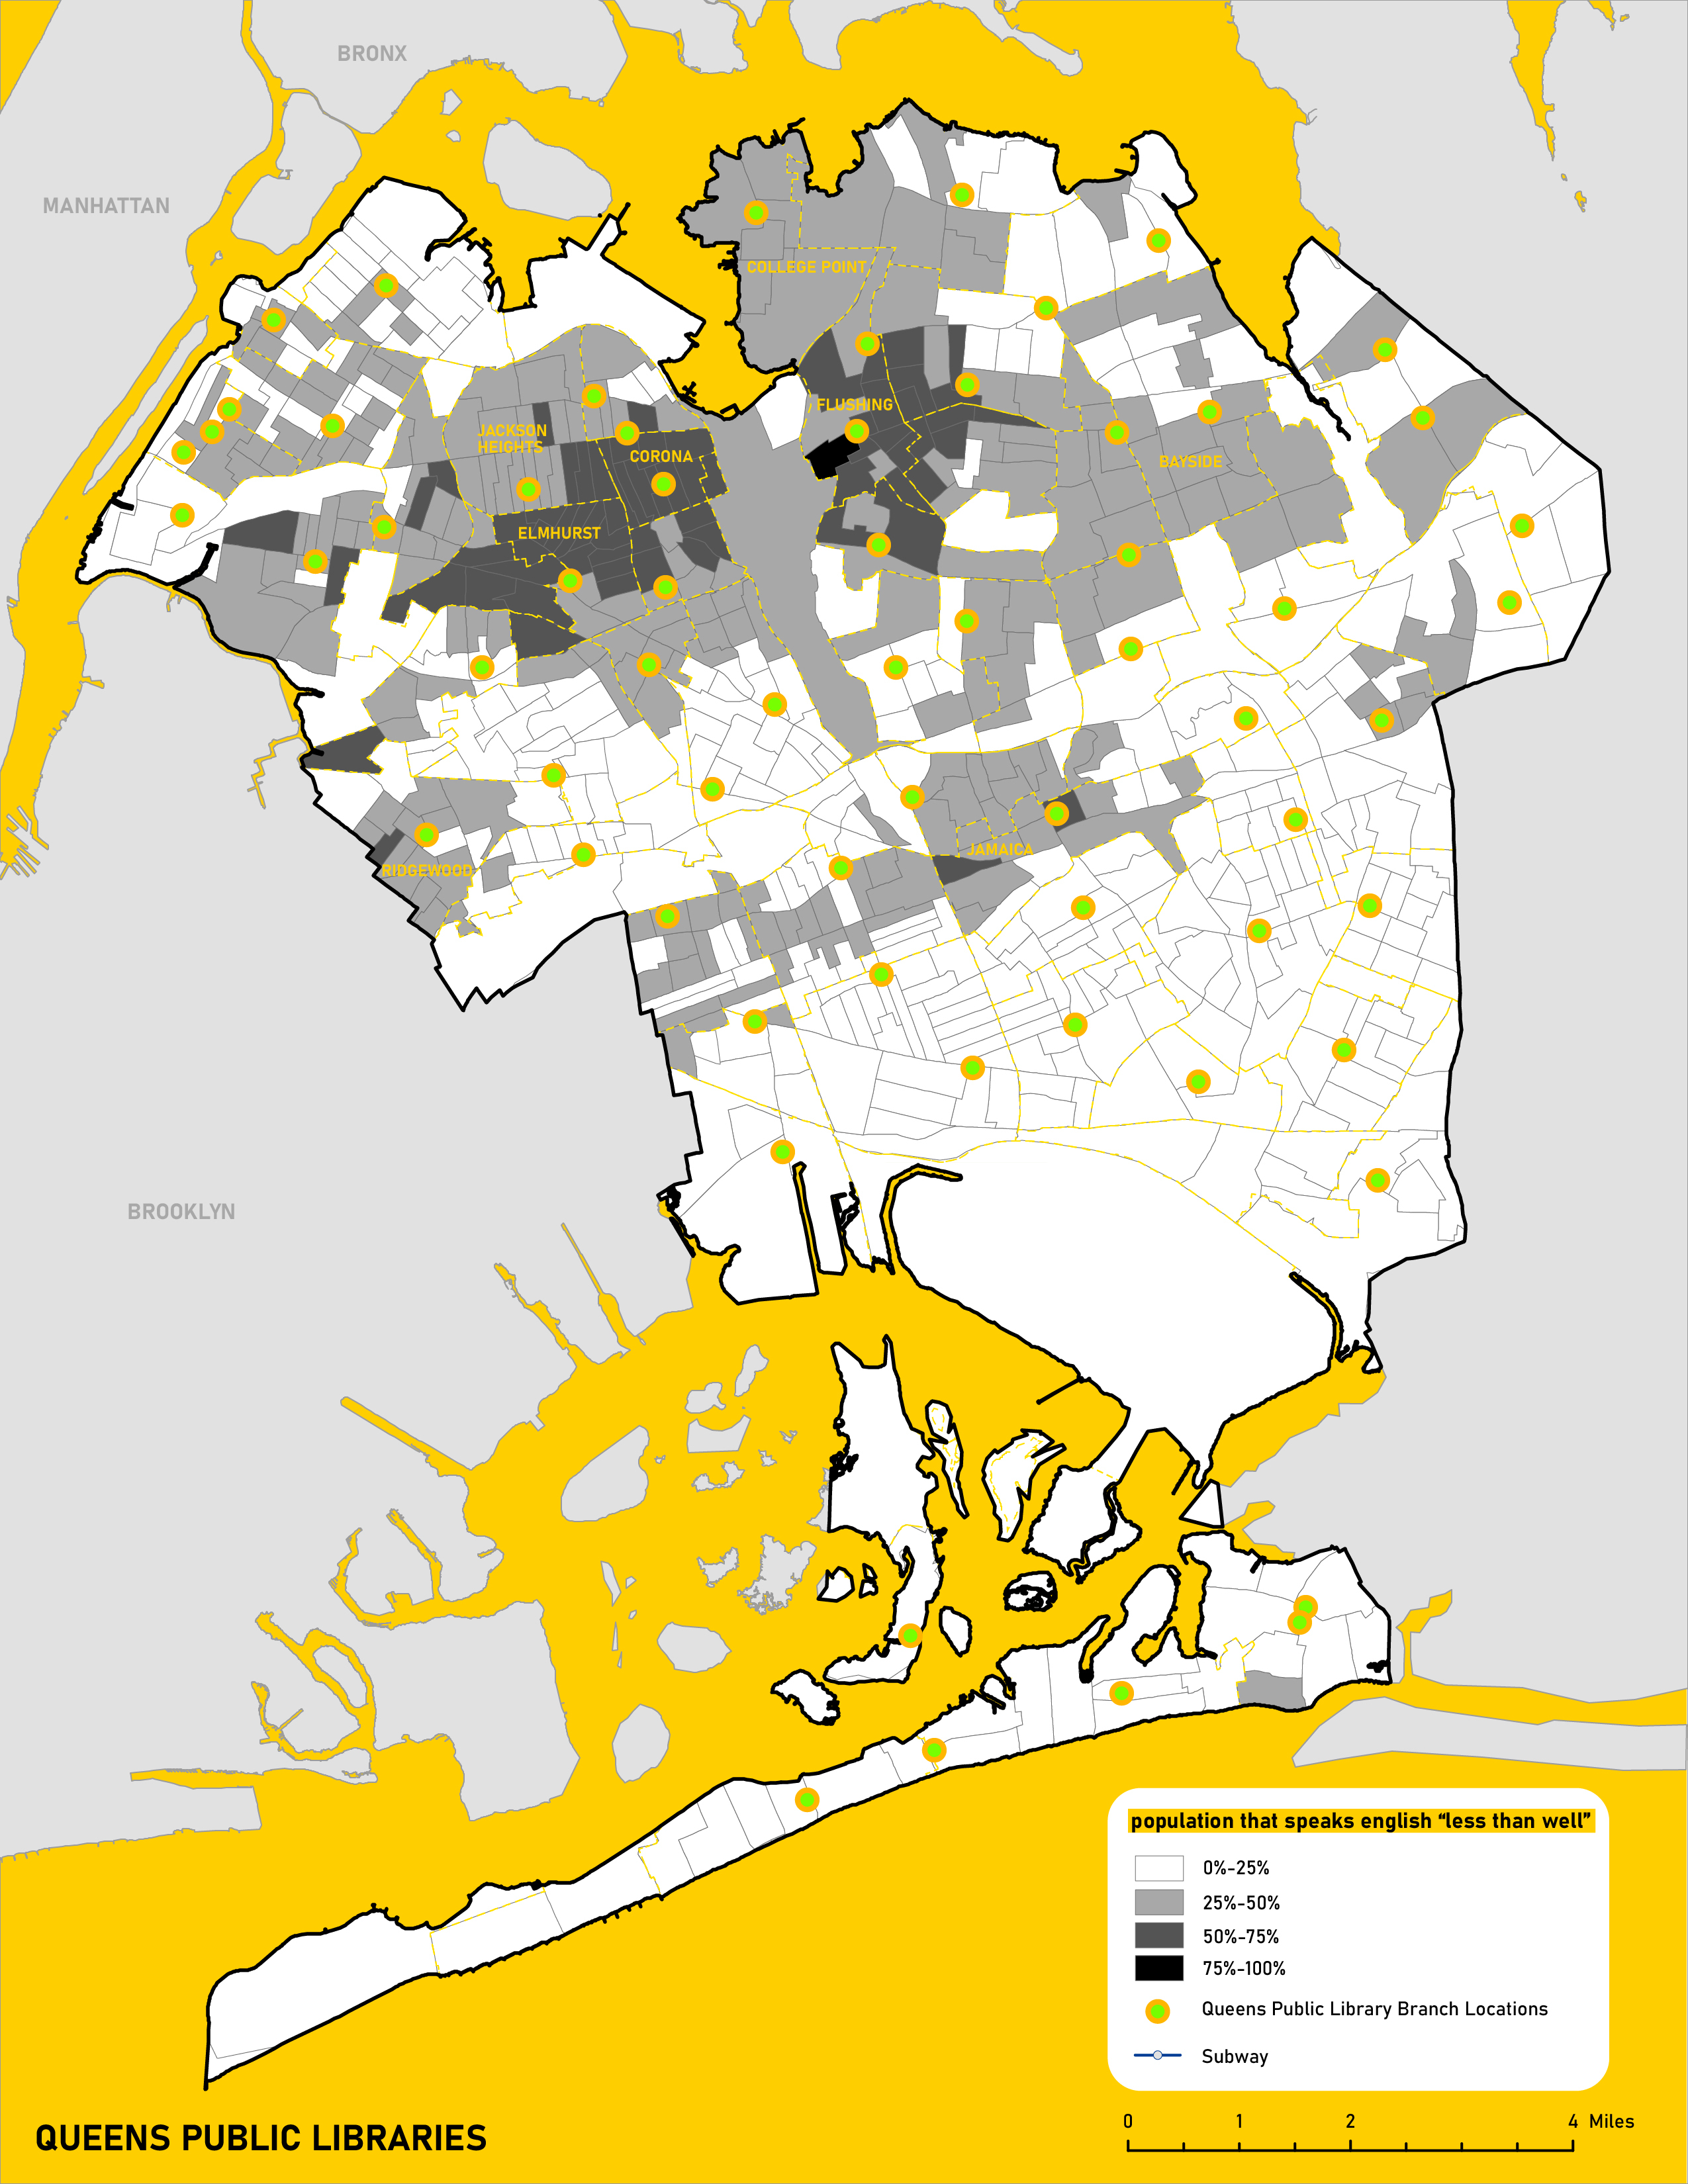 BRONX
MANHATTAN
COLLEGE POINT
FLUSHING
JACKSON
HEIGHTS
CORONA
BAYSIDE
ELMHURST
JAMAICA
RIDGEWOOD
BROOKLYN
population that speaks english “less than well”
0%-25%
25%-50%
50%-75%
75%-100%
Queens Public Library Branch Locations
Subway
0 1 2 4 Miles
QUEENS PUBLIC LIBRARIES